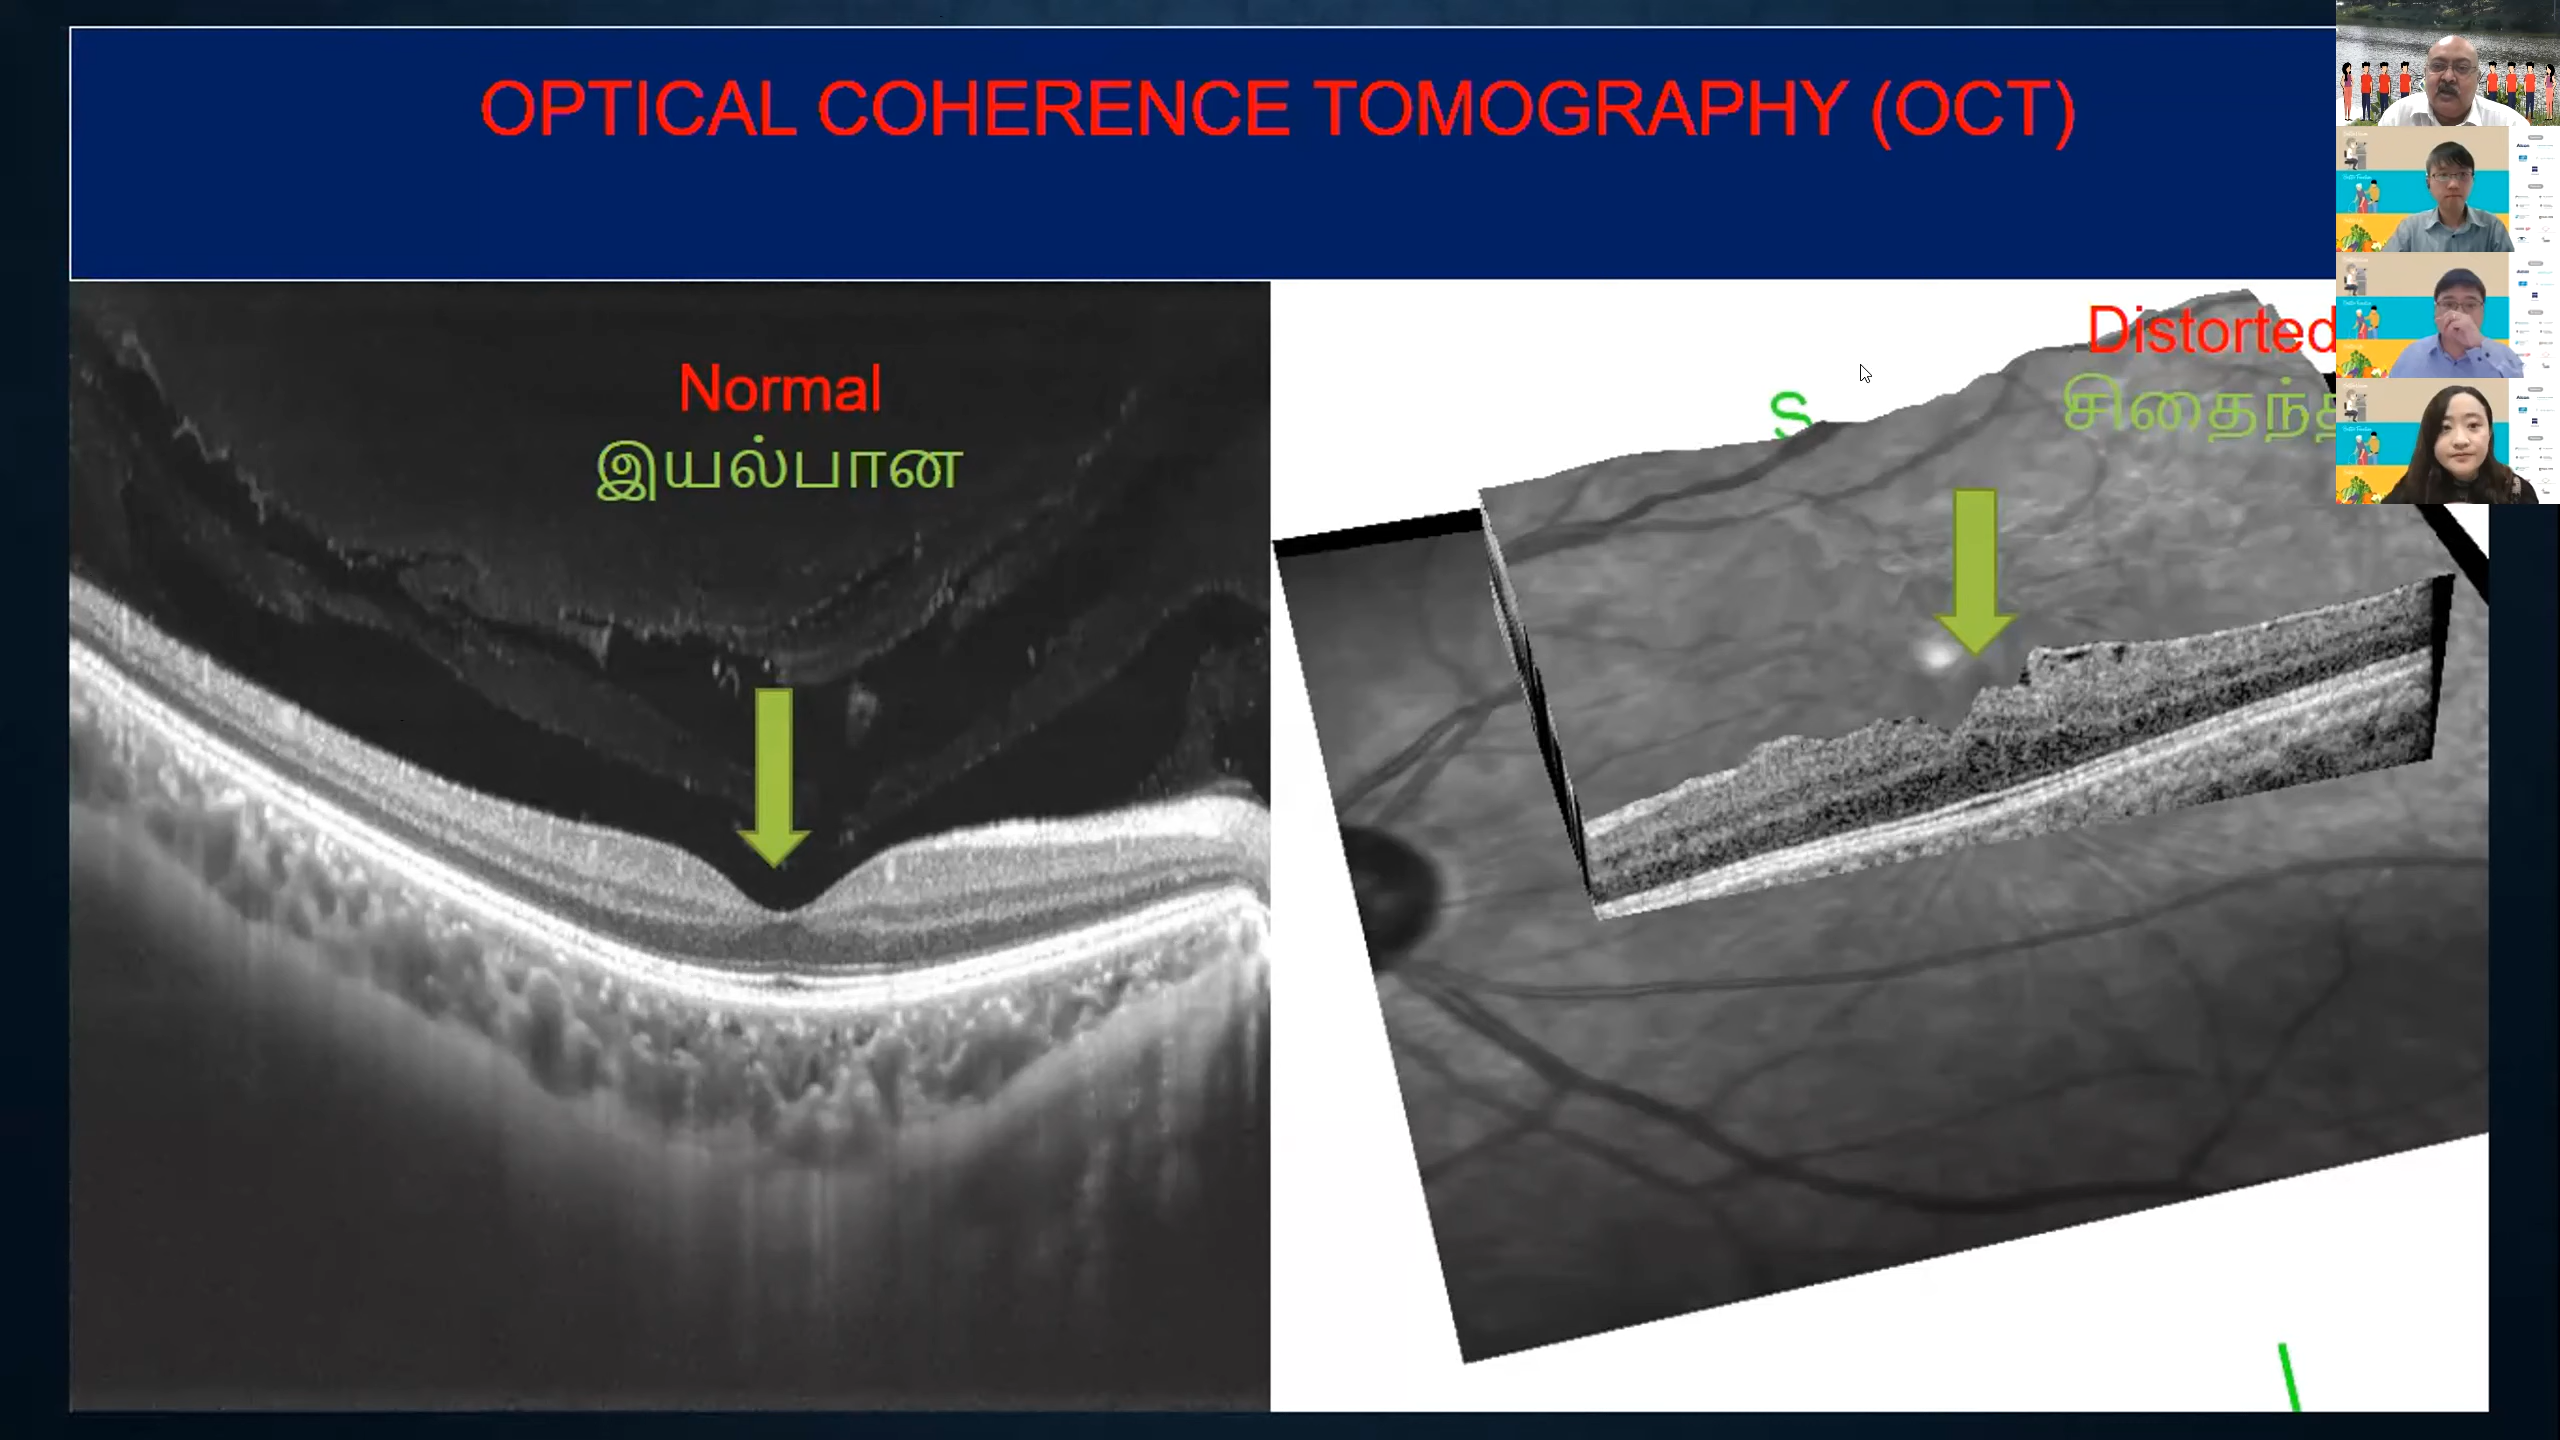 OPTICAL COHERENCE TOMOGRAPHY (OCT)
Normal
இயல்பான
Distorted
S
I